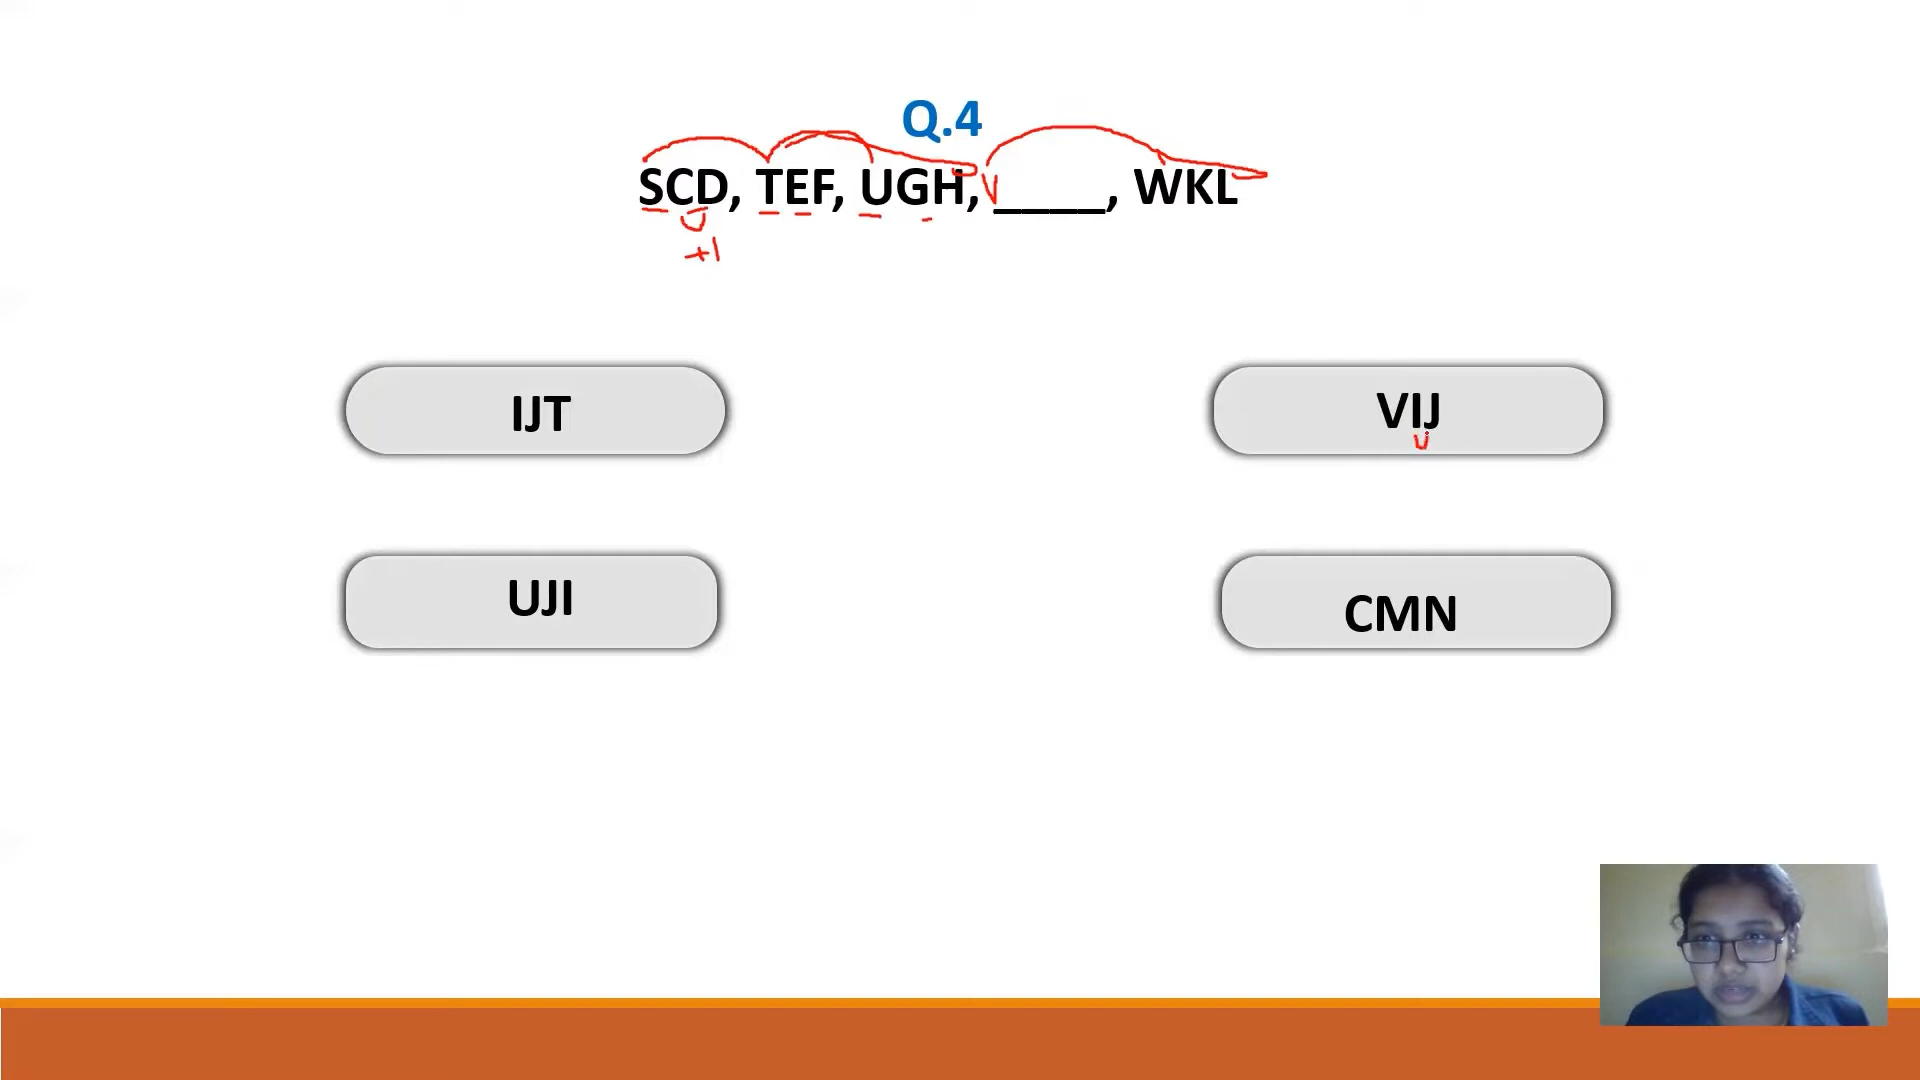 Q.4
SCD, TEF, UGH, ____, WKL
V
+1
IJT
VIJ
UJI
CMN